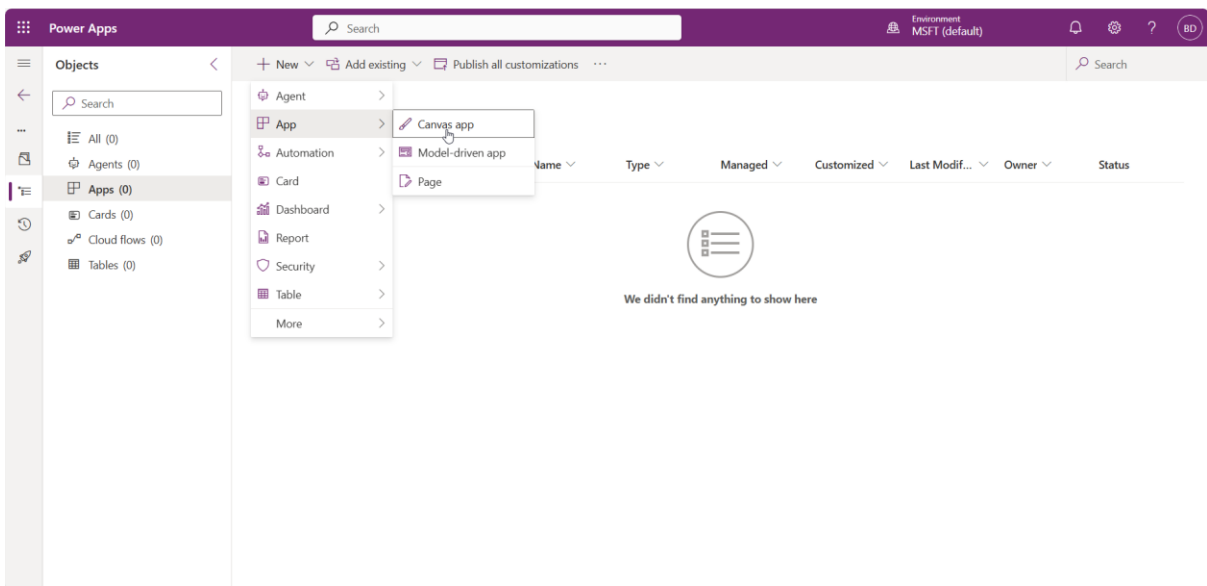 Power Apps
Search
Environment
MSFT (default)
?
BD
Objects
New
Add existing
Publish all customizations
...
Search
Search
All (0)
Agents (0)
Apps (0)
Cards (0)
Cloud flows (0)
Tables (0)
Agent
App
Automation
Card
Dashboard
Report
Security
Table
More
Canvas app
Model-driven app
Page
Name
Type
Managed
Customized
Last Modif...
Owner
Status
We didn't find anything to show here